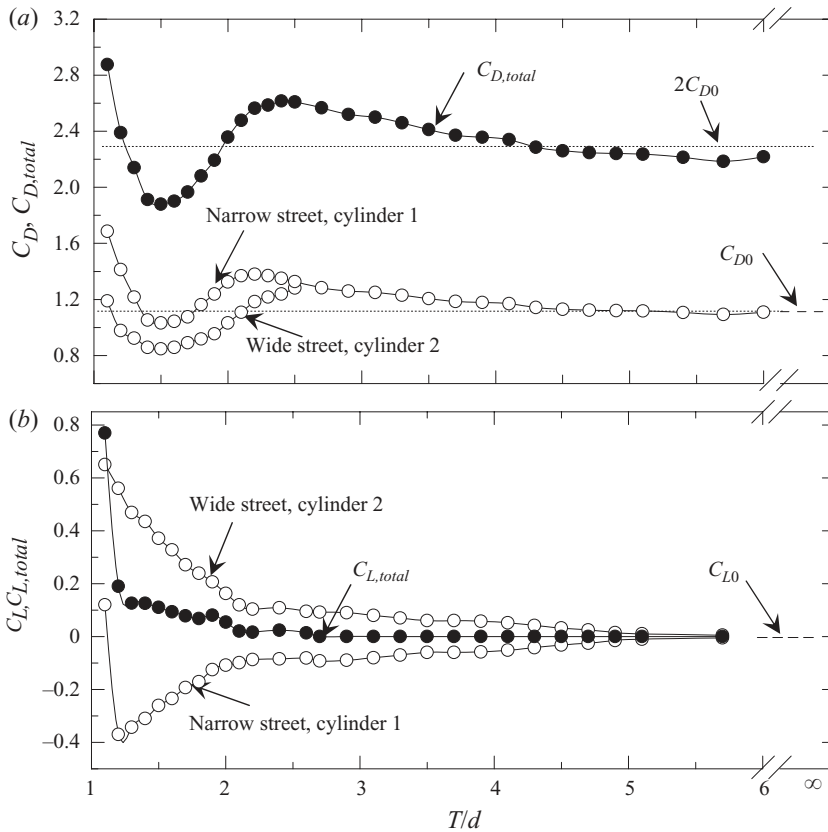 (a)
3.2
2.8
2.4
2.0
1.6
1.2
0.8
C_D, C_D,total
C_D,total
2C_D0
Narrow street, cylinder 1
C_D0
Wide street, cylinder 2
(b)
0.8
0.6
0.4
0.2
0
–0.2
–0.4
C_L,C_L,total
Wide street, cylinder 2
C_L,total
C_L0
Narrow street, cylinder 1
1 2 3 4 5 6 ∞
T/d